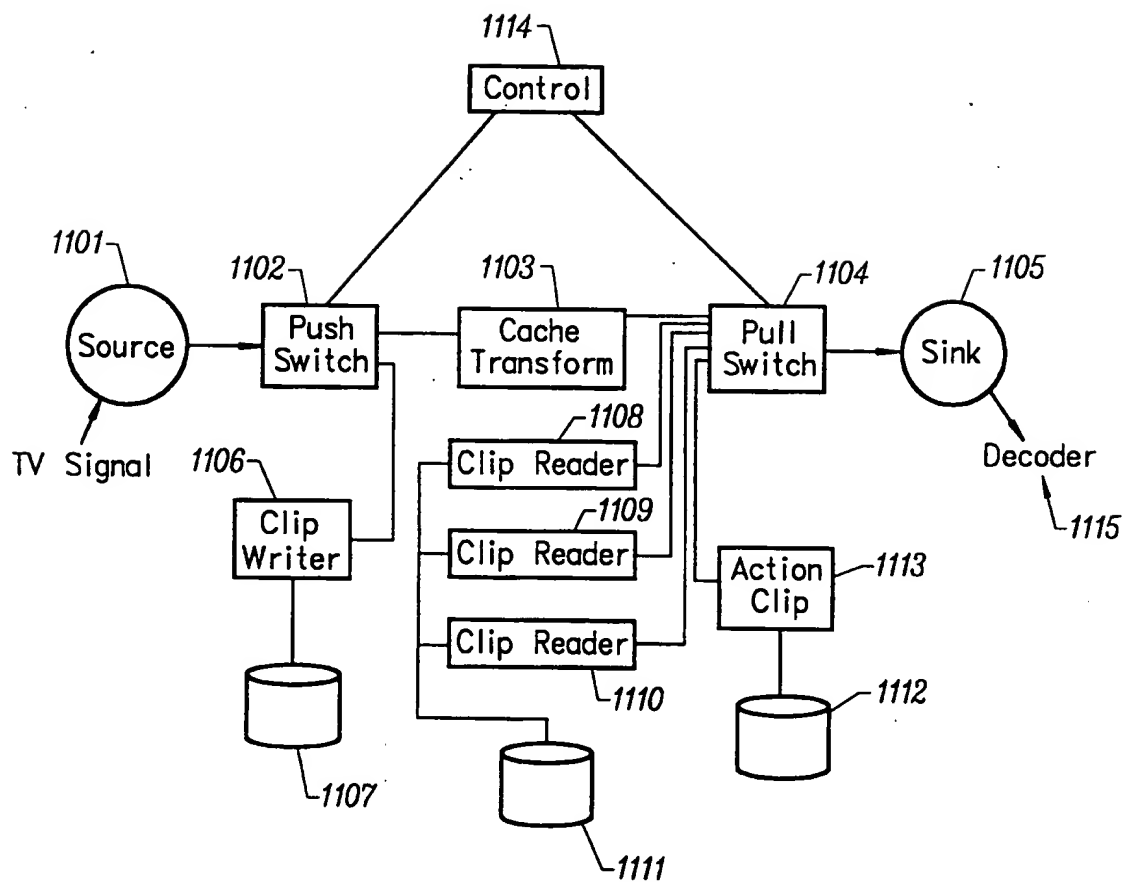 1114
Control
1101
1102
1103
1104
1105
Source
Push
Switch
Cache
Transform
Pull
Switch
Sink
TV Signal
1106
1108
Clip Reader
Decoder
1115
Clip
Writer
1109
Clip Reader
Action
Clip
1113
Clip Reader
1110
1107
1112
1111